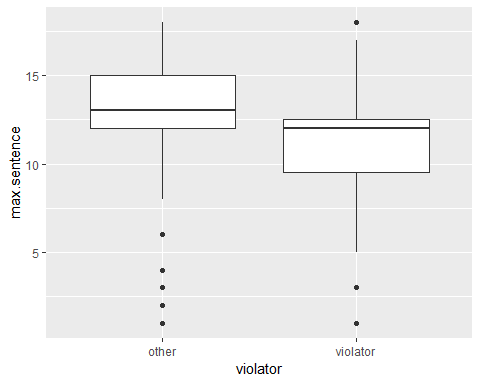 max.sentence
15
10
5
other violator
violator